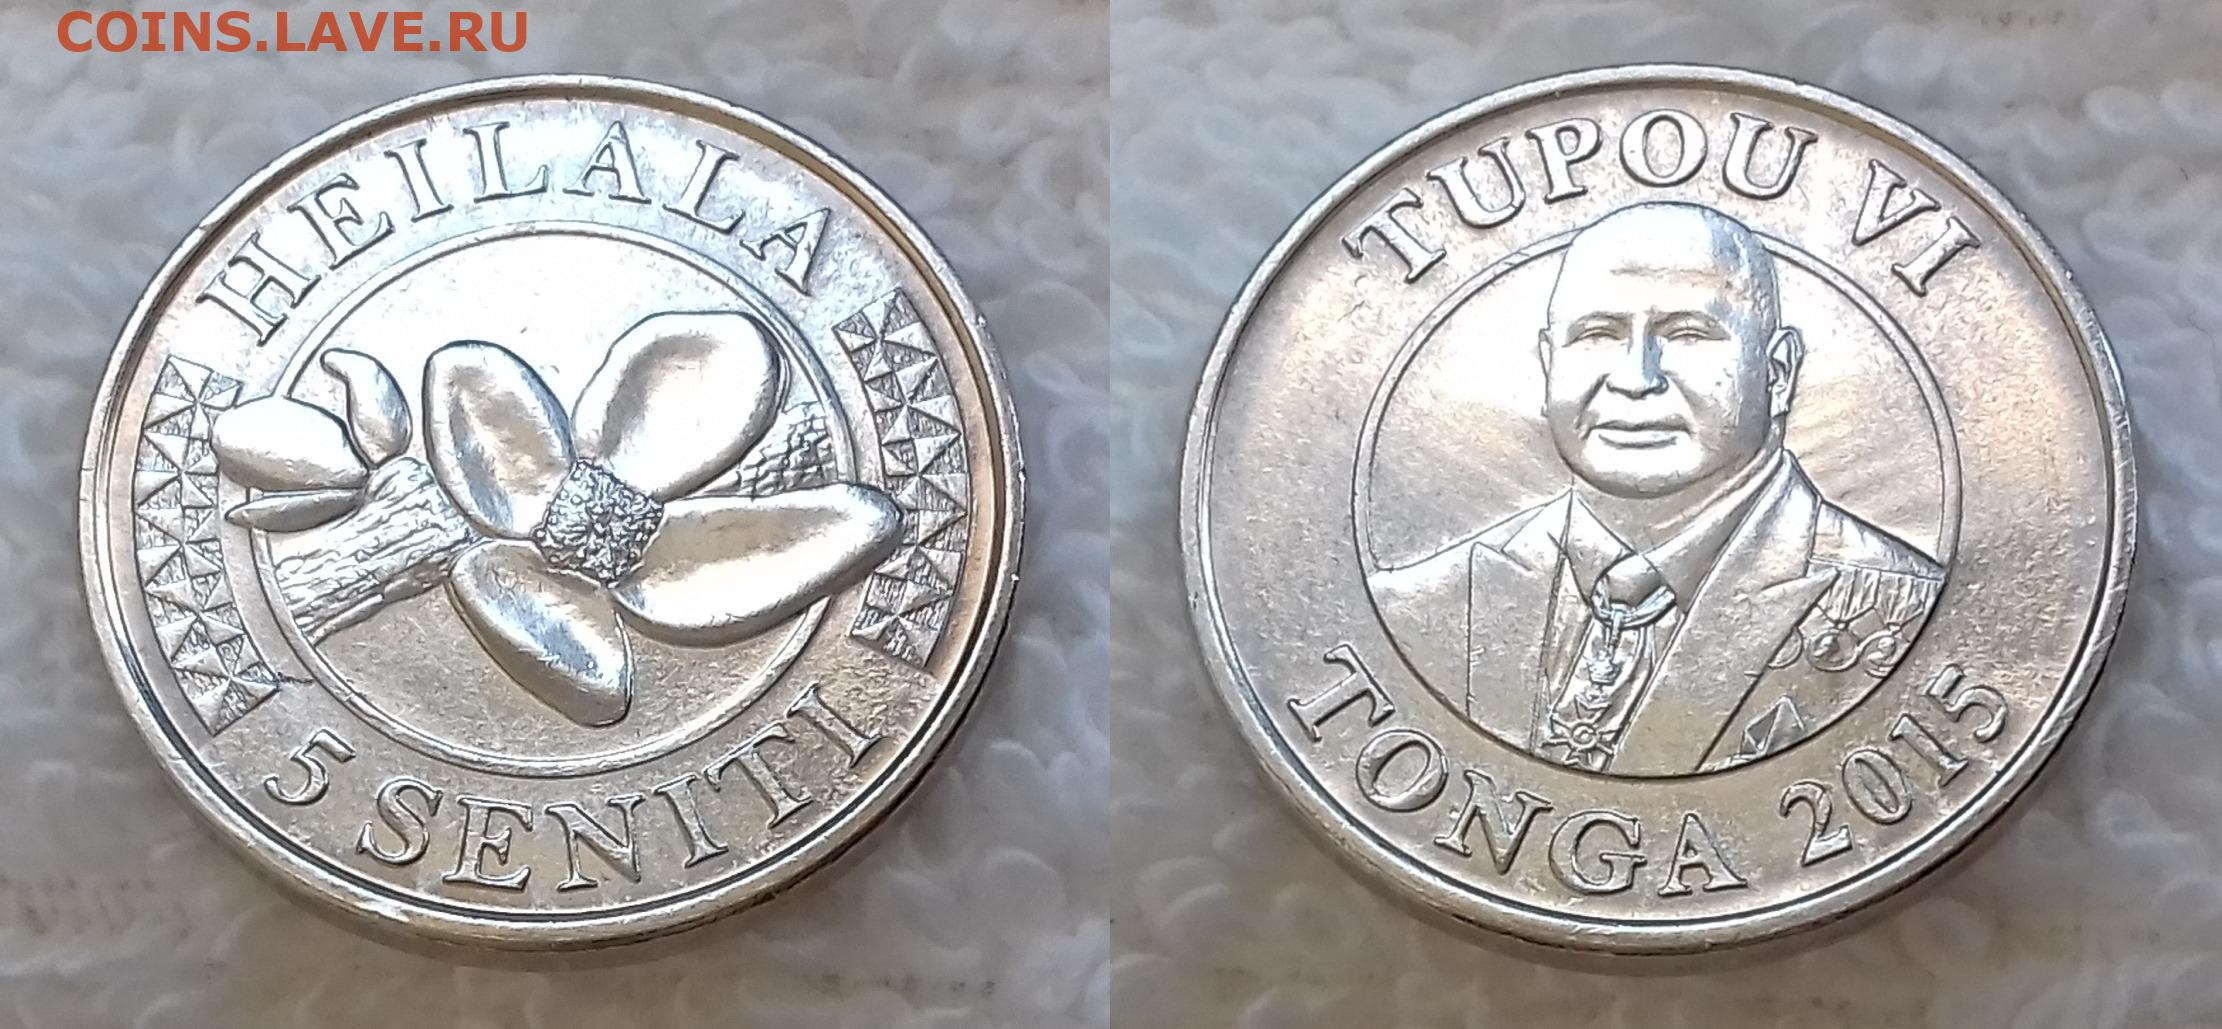 COINS.LAVE.RU
HEILALA
5 SENITI
TUPOU VI
TONGA 2015